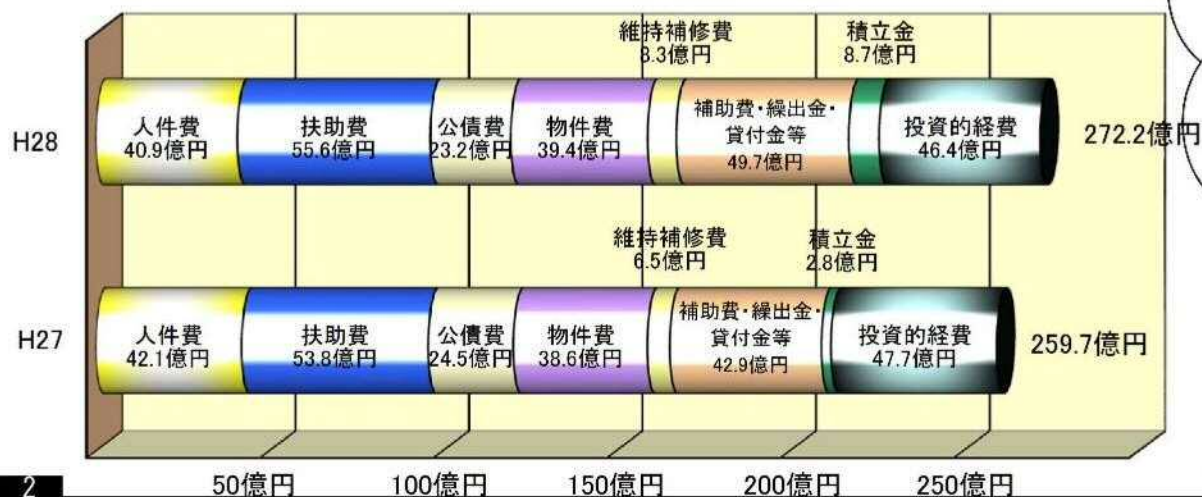 維持補修費
8.3億円
積立金
8.7億円
H28
人件費
40.9億円
扶助費
55.6億円
公債費
23.2億円
物件費
39.4億円
補助費・繰出金・
貸付金等
49.7億円
投資的経費
46.4億円
272.2億円
維持補修費
6.5億円
積立金
2.8億円
H27
人件費
42.1億円
扶助費
53.8億円
公債費
24.5億円
物件費
38.6億円
補助費・繰出金・
貸付金等
42.9億円
投資的経費
47.7億円
259.7億円
2
50億円
100億円
150億円
200億円
250億円